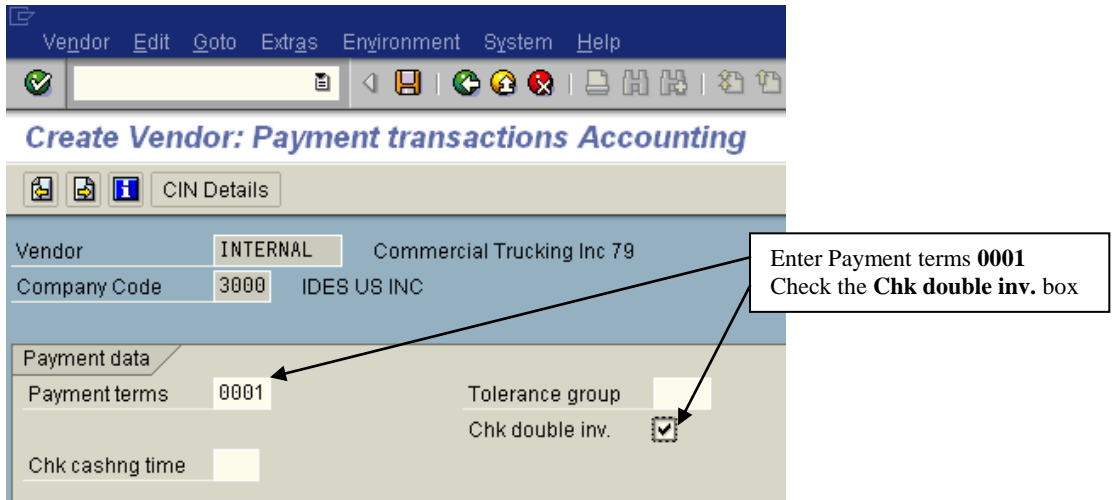 Vendor Edit Goto Extras Environment System Help
Create Vendor: Payment transactions Accounting
CIN Details
Vendor INTERNAL Commercial Trucking Inc 79
Company Code 3000 IDES US INC
Enter Payment terms 0001
Check the Chk double inv. box
Payment data
Payment terms 0001 Tolerance group
Chk double inv.
Chk cashng time